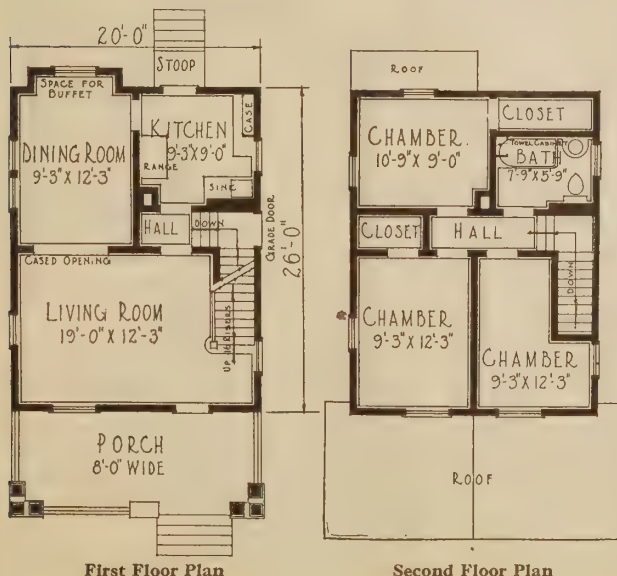 20'-0"
STOOP
SPACE FOR
BUFFET
KITCHEN
9'-3"X9'-0"
CASE
RANGE
SINK
DINING ROOM
9'-3"X 12'-3"
HALL
DOWN
GRADE DOOR
26'-0"
CASED OPENING
LIVING ROOM
19'-0"X 12'-3"
UP 16 RISERS
PORCH
8'-0" WIDE
First Floor Plan
ROOF
CLOSET
CHAMBER.
10'-9"X 9'-0"
TOWEL CABINET
BATH
7'-9"X5'-9"
CLOSET
HALL
DOWN
CHAMBER
9'-3"X 12'-3"
CHAMBER
9'-3"X 12'-3"
ROOF
Second Floor Plan